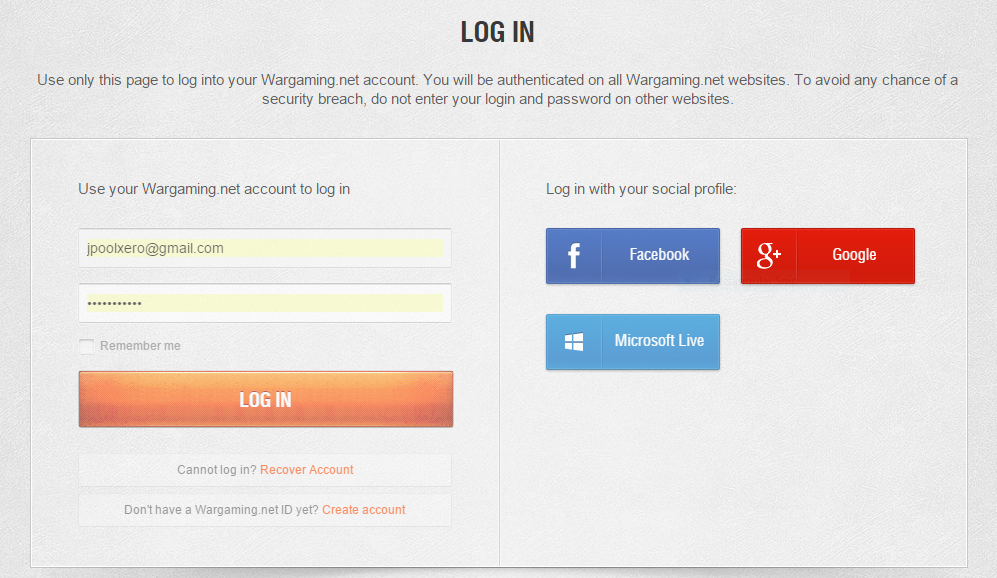 LOG IN
Use only this page to log into your Wargaming.net account. You will be authenticated on all Wargaming.net websites. To avoid any chance of a
security breach, do not enter your login and password on other websites.
Use your Wargaming.net account to log in
jpoolxero@gmail.com
•••••••••••
Remember me
LOG IN
Cannot log in? Recover Account
Don't have a Wargaming.net ID yet? Create account
Log in with your social profile:
f Facebook
g+ Google
Microsoft Live